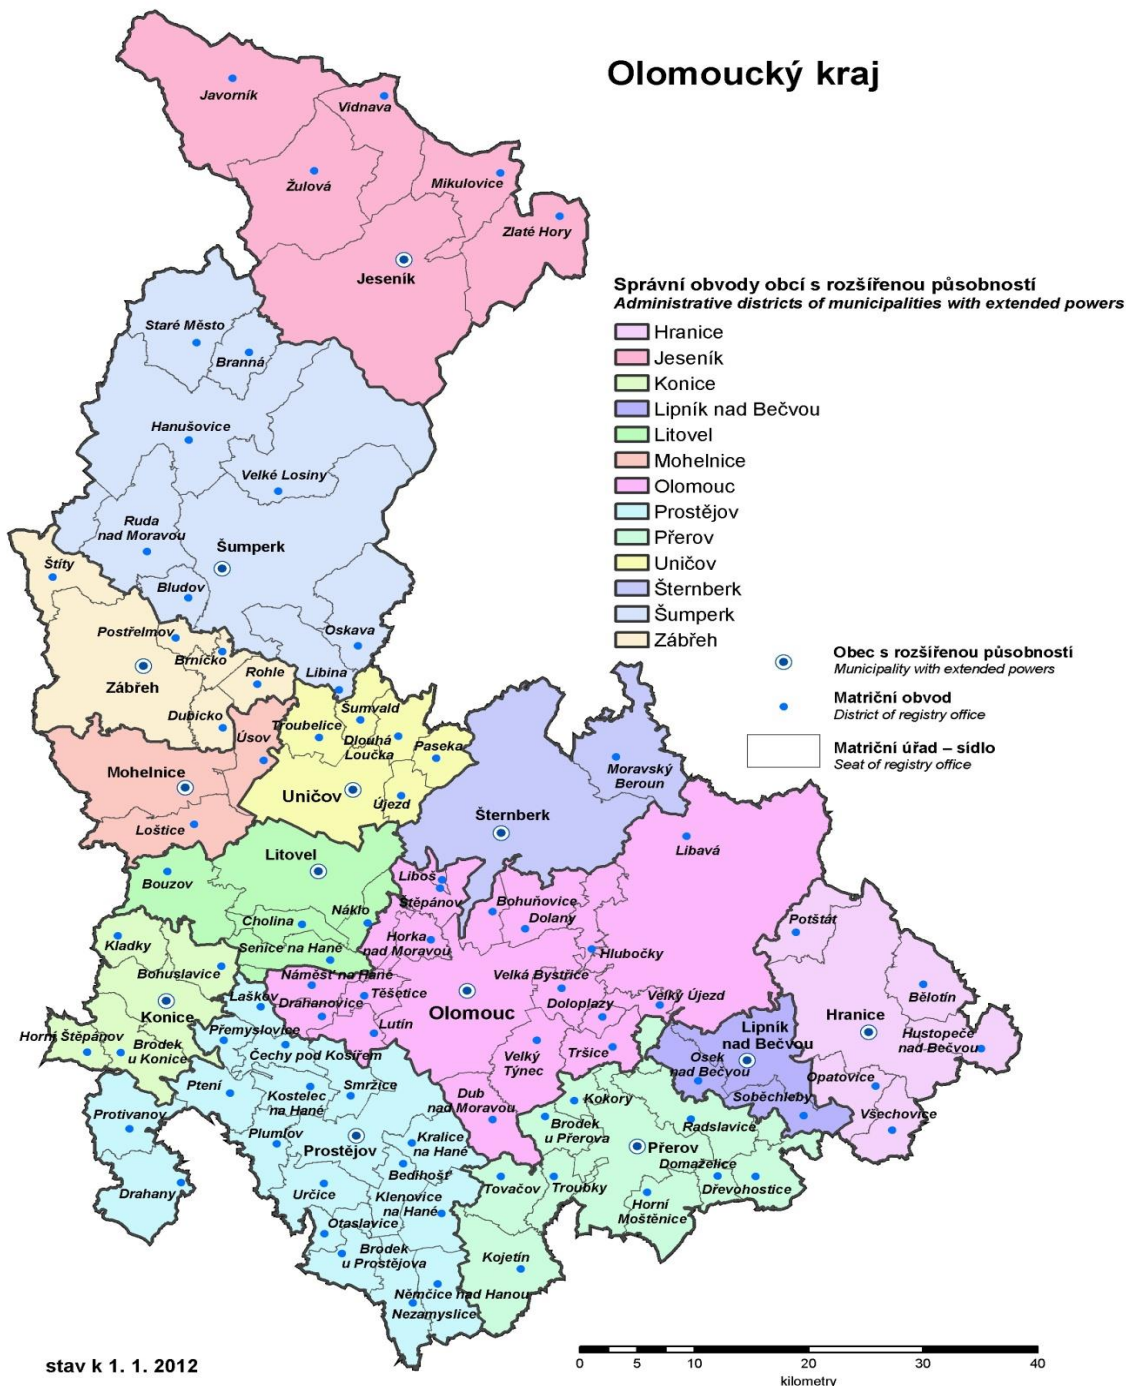 Olomoucký kraj
Javorník
Vidnava
Žulová
Mikulovice
Zlaté Hory
Jeseník
Správní obvody obcí s rozšířenou působností
Administrative districts of municipalities with extended powers
Hranice
Jeseník
Konice
Lipník nad Bečvou
Litovel
Mohelnice
Olomouc
Prostějov
Přerov
Uničov
Šternberk
Šumperk
Zábřeh
Obec s rozšířenou působností
Municipality with extended powers
Matriční obvod
District of registry office
Matriční úřad – sídlo
Seat of registry office
Staré Město
Branná
Hanušovice
Velké Losiny
Ruda
nad Moravou
Šumperk
Štíty
Bludov
Postřelmov
Brníčko
Oskava
Zábřeh
Rohle
Libina
Dubicko
Úsov
Šumvald
Troubelice
Dlouhá
Loučka
Paseka
Mohelnice
Uničov
Újezd
Moravský
Beroun
Loštice
Šternberk
Litovel
Libavá
Bouzov
Liboš
Štěpánov
Bohuňovice
Dolany
Náklo
Cholina
Potštát
Kladky
Horka
nad Moravou
Senice na Hané
Hlubočky
Bohuslavice
Náměšť na Hané
Velká Bystřice
Bělotín
Laškov
Drahanovice
Těšetice
Doloplazy
Velký Újezd
Konice
Olomouc
Hranice
Horní Štěpánov
Přemyslovice
Lutín
Lipník
nad Bečvou
Hustopeče
nad Bečvou
Brodek
u Konice
Čechy pod Kosířem
Velký
Týnec
Tršice
Osek
nad Bečvou
Opatovice
Ptení
Smržice
Kostelec
na Hané
Dub
nad Moravou
Kokory
Soběchleby
Protivanov
Všechovice
Brodek
u Přerova
Radslavice
Plumlov
Prostějov
Kralice
na Hané
Přerov
Bedihošť
Domaželice
Drahany
Určice
Klenovice
na Hané
Tovačov
Troubky
Dřevohostice
Horní
Moštěnice
Otaslavice
Brodek
u Prostějova
Kojetín
Němčice nad Hanou
Nezamyslice
stav k 1. 1. 2012
0 5 10 20 30 40
kilometry